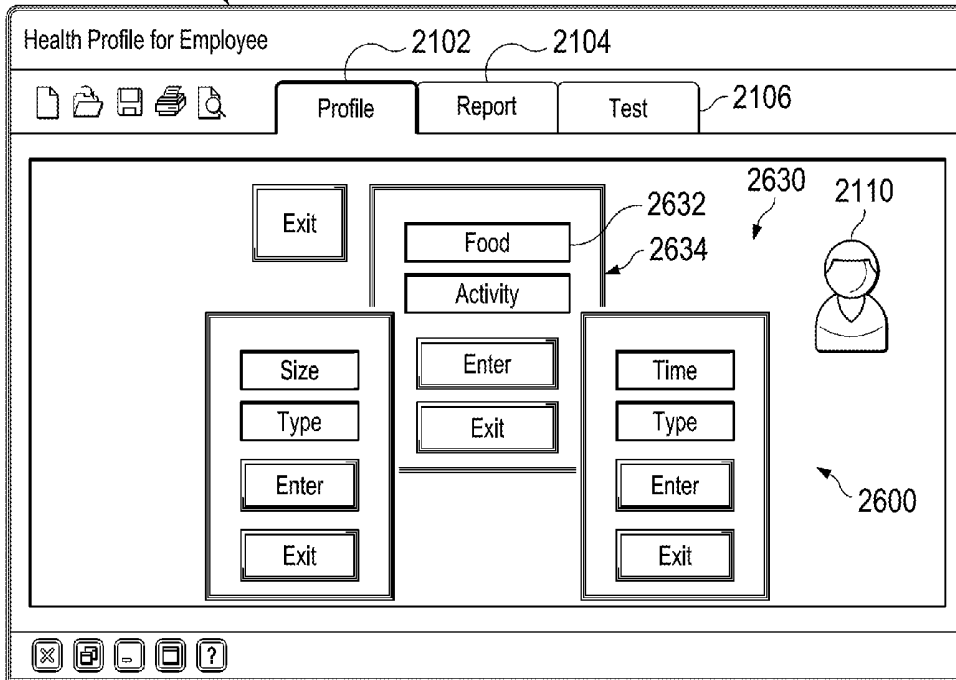 Health Profile for Employee
2102
2104
Profile
Report
Test
2106
Exit
2632
2630
2110
Food
2634
Activity
Size
Enter
Time
Type
Exit
Type
Enter
Enter
2600
Exit
Exit
?